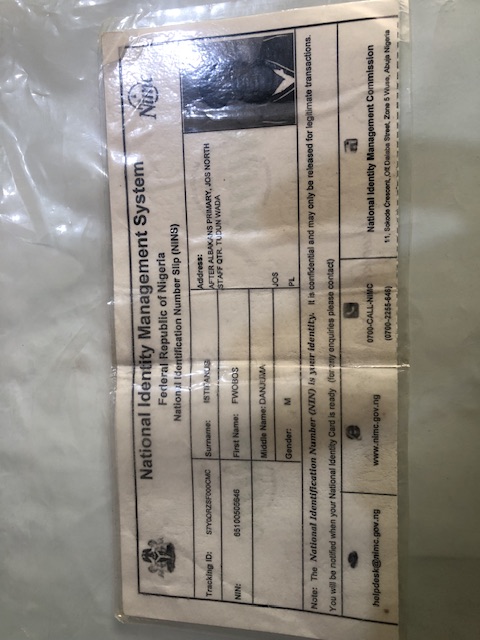 NIMC
National Identity Management System
Federal Republic of Nigeria
National Identification Number Slip (NINS)
Tracking ID:
Surname:
Address:
AFTER ALBAKANS PRIMARY, JOS NORTH
STAFF QTR, TUDUN WADA
NIN:
First Name:
Middle Name: DANJUMA
JOS
Gender: M
PL
Note: The National Identification Number (NIN) is your identity. It is confidential and may only be released for legitimate transactions.
You will be notified when your National Identity Card is ready (for any enquiries please contact)
helpdesk@nimc.gov.ng
www.nimc.gov.ng
0700-CALL-NIMC
(0700-2255-646)
National Identity Management Commission
11, Sokode Crescent, Off Dalaba Street, Zone 5 Wuse, Abuja Nigeria